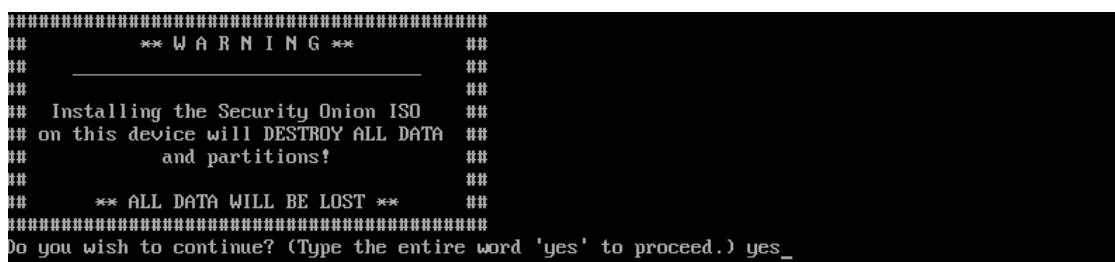 ##############################################
## ** W A R N I N G ** ##
## _________________________________ ##
## ##
## Installing the Security Onion ISO ##
## on this device will DESTROY ALL DATA ##
## and partitions! ##
## ##
## ** ALL DATA WILL BE LOST ** ##
##############################################
Do you wish to continue? (Type the entire word 'yes' to proceed.) yes_